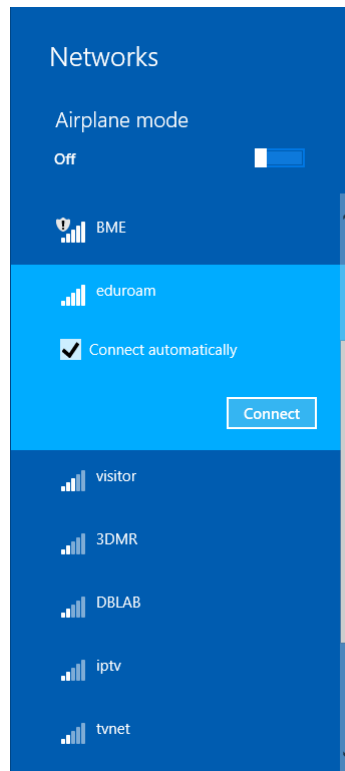 Networks
Airplane mode
Off
BME
eduroam
Connect automatically
Connect
visitor
3DMR
DBLAB
iptv
tvnet